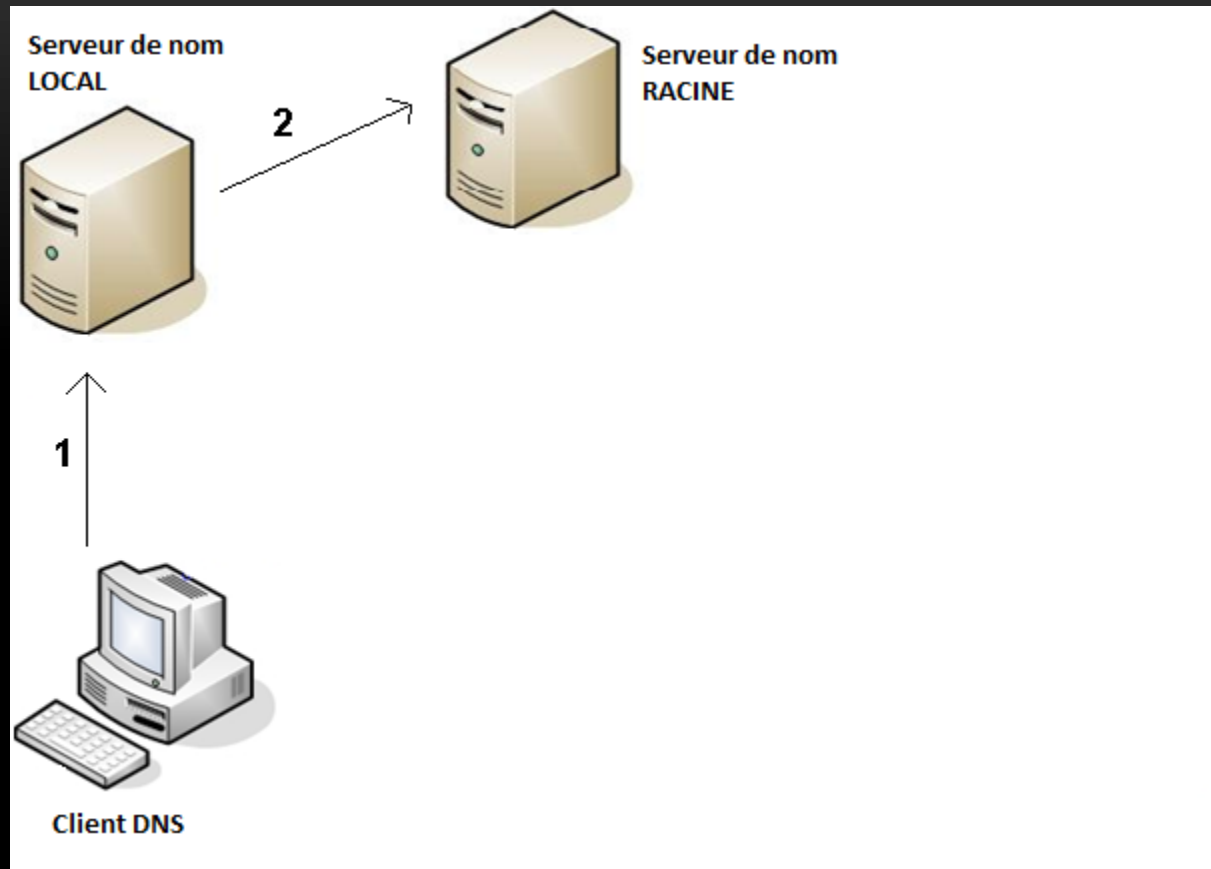 Serveur de nom
LOCAL
Serveur de nom
RACINE
2
1
Client DNS